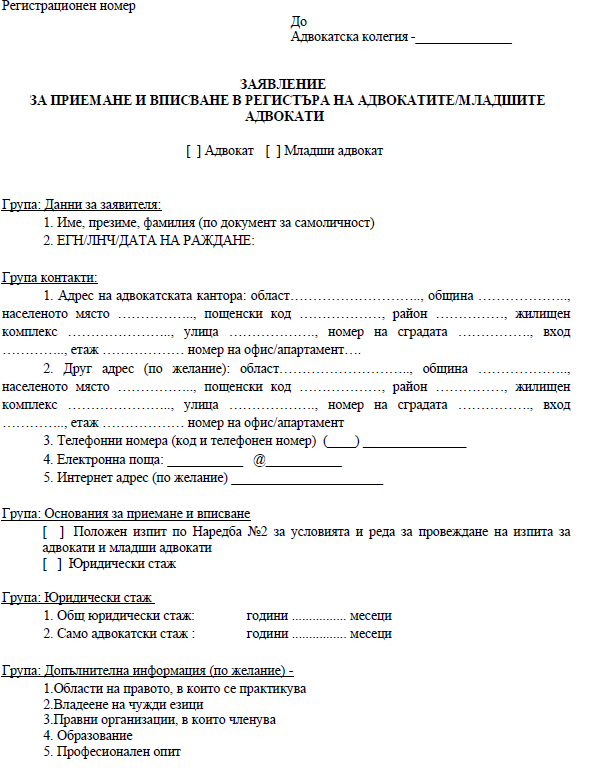 Регистрационен номер
До
Адвокатска колегия -_______________
ЗАЯВЛЕНИЕ
ЗА ПРИЕМАНЕ И ВПИСВАНЕ В РЕГИСТЪРА НА АДВОКАТИТЕ/МЛАДШИТЕ
АДВОКАТИ
[ ] Адвокат [ ] Младши адвокат
Група: Данни за заявителя:
1. Име, презиме, фамилия (по документ за самоличност)
2. ЕГН/ЛНЧ/ДАТА НА РАЖДАНЕ:
Група контакти:
1. Адрес на адвокатската кантора: област………………………….., община ………………..,
населеното място …………….., пощенски код ………………, район ……………, жилищен
комплекс ………………….., улица ………………., номер на сградата ……………, вход
…………., етаж ……………… номер на офис/апартамент….
2. Друг адрес (по желание): област………………………….., община ………………..,
населеното място …………….., пощенски код ………………, район ……………, жилищен
комплекс ………………….., улица ………………., номер на сградата ……………, вход
…………., етаж ……………… номер на офис/апартамент
3. Телефонни номера (код и телефонен номер) (____) ________________
4. Електронна поща: ____________ @____________
5. Интернет адрес (по желание) ________________________
Група: Основания за приемане и вписване
[ ] Положен изпит по Наредба №2 за условията и реда за провеждане на изпита за
адвокати и младши адвокати
[ ] Юридически стаж
Група: Юридически стаж
1. Общ юридически стаж: години ................ месеци
2. Само адвокатски стаж : години ................ месеци
Група: Допълнителна информация (по желание) -
1.Области на правото, в които се практикува
2.Владеене на чужди езици
3.Правни организации, в които членува
4. Образование
5. Професионален опит